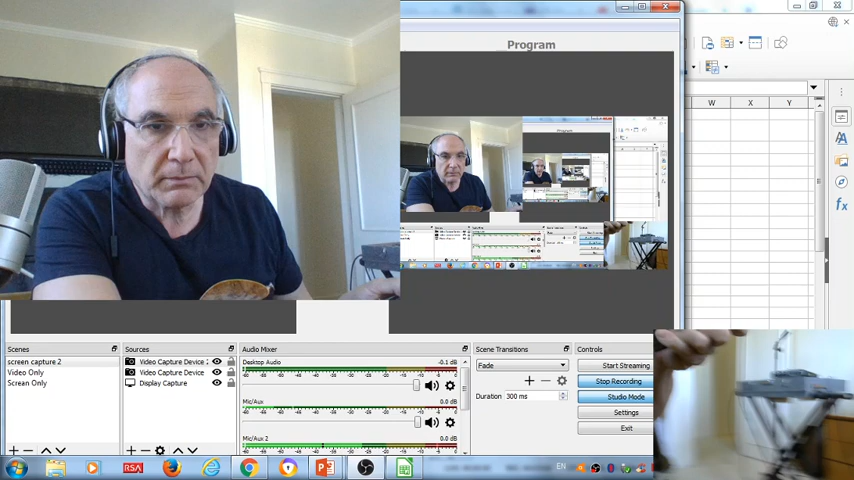 Program
W X Y
Scenes
screen capture 2
Video Only
Screan Only
Sources
Video Capture Device 2
Video Capture Device
Display Capture
Audio Mixer
Desktop Audio
-0.1 dB
Mic/Aux
0.0 dB
Mic/Aux 2
0.0 dB
Scene Transitions
Fade
Duration 300 ms
Controls
Start Streaming
Stop Recording
Studio Mode
Settings
Exit
RSA
EN